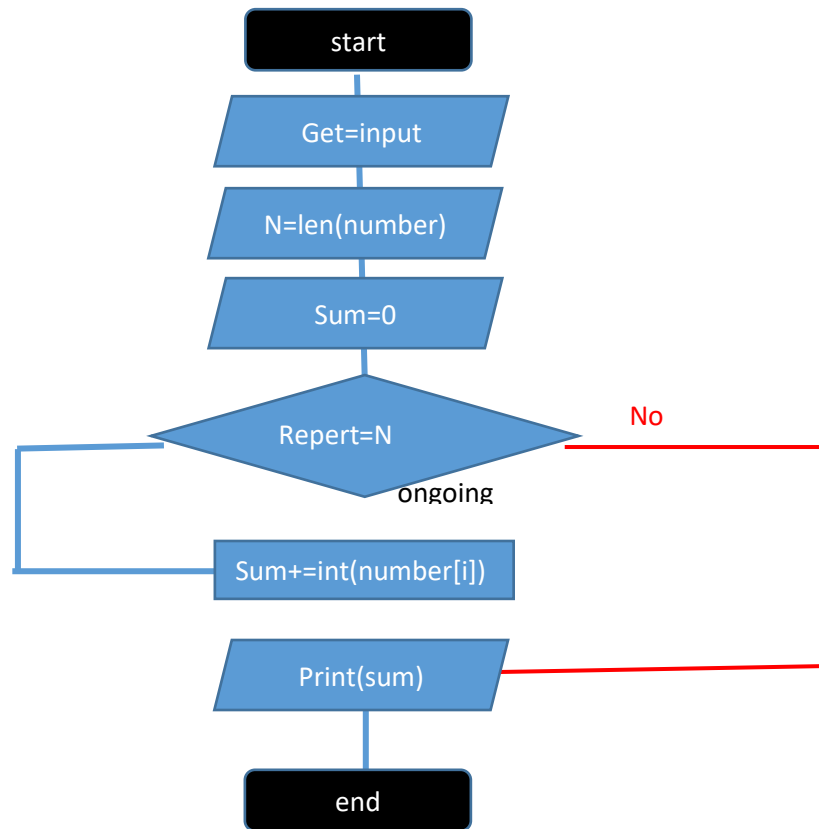 start
Get=input
N=len(number)
Sum=0
Repert=N
No
ongoing
Sum+=int(number[i])
Print(sum)
end